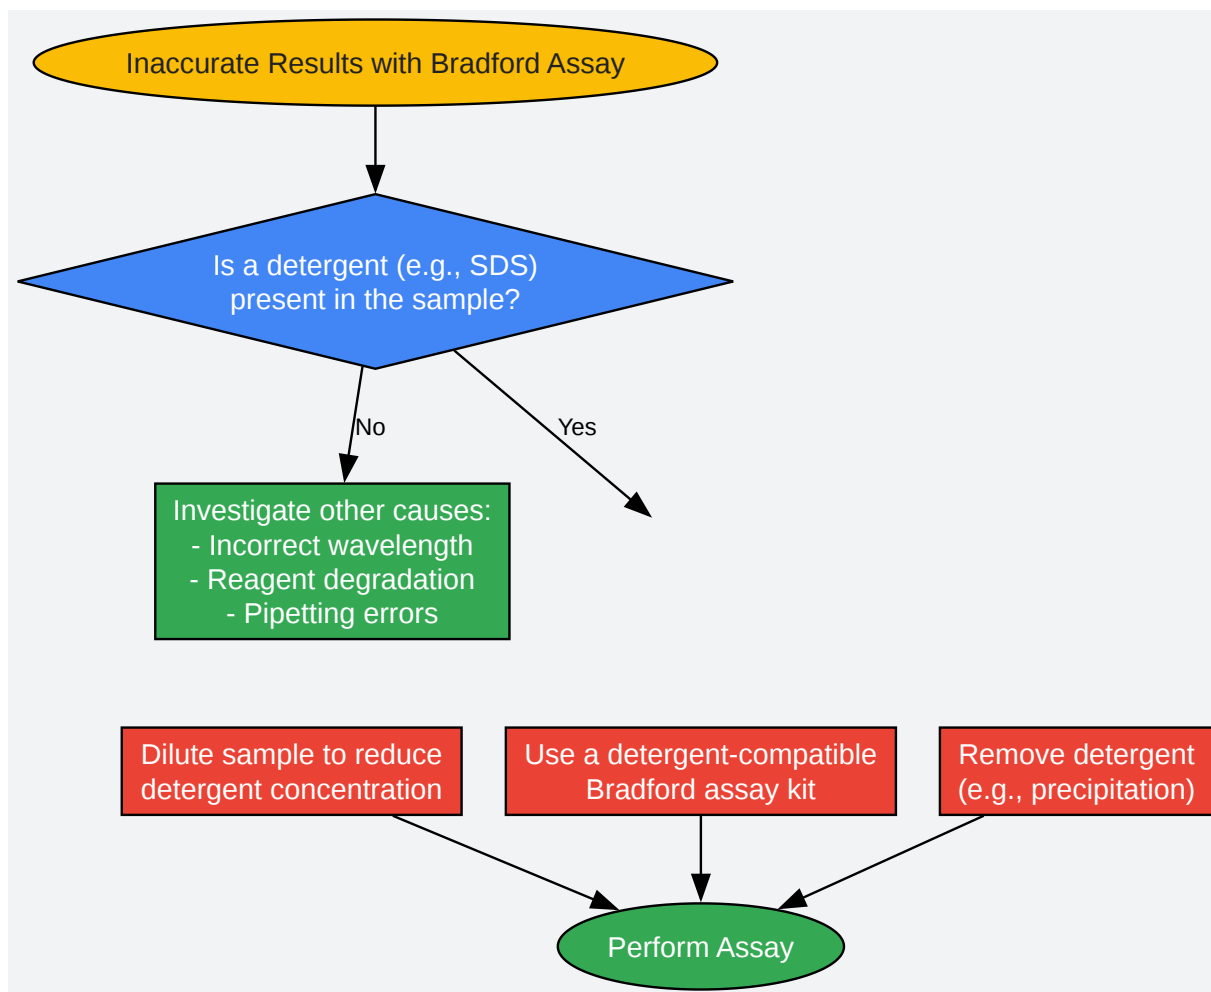 Inaccurate Results with Bradford Assay
Is a detergent (e.g., SDS)
present in the sample?
No
Yes
Investigate other causes:
- Incorrect wavelength
- Reagent degradation
- Pipetting errors
Dilute sample to reduce
detergent concentration
Use a detergent-compatible
Bradford assay kit
Remove detergent
(e.g., precipitation)
Perform Assay